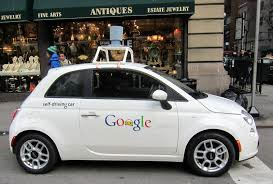 ANTIQUES
FINE ARTS
ESTATE JEWELRY
self-driving car
Google